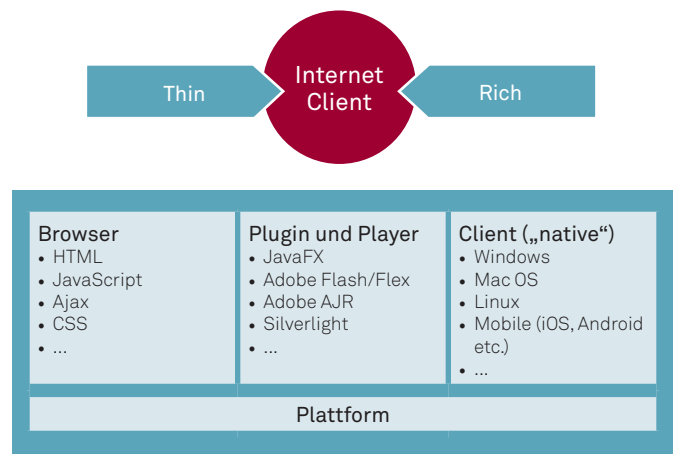 Thin
Internet
Client
Rich
Browser
• HTML
• JavaScript
• Ajax
• CSS
• ...
Plugin und Player
• JavaFX
• Adobe Flash/Flex
• Adobe AJR
• Silverlight
• ...
Client („native“)
• Windows
• Mac OS
• Linux
• Mobile (iOS, Android
etc.)
• ...
Plattform